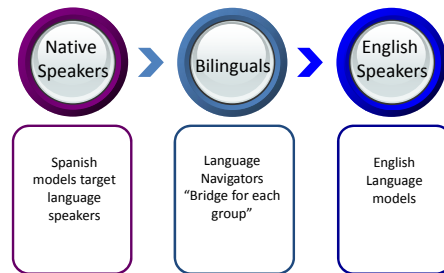 Native
Speakers
Bilinguals
English
Speakers
Spanish
models target
language
speakers
Language
Navigators
“Bridge for each
group”
English
Language
models